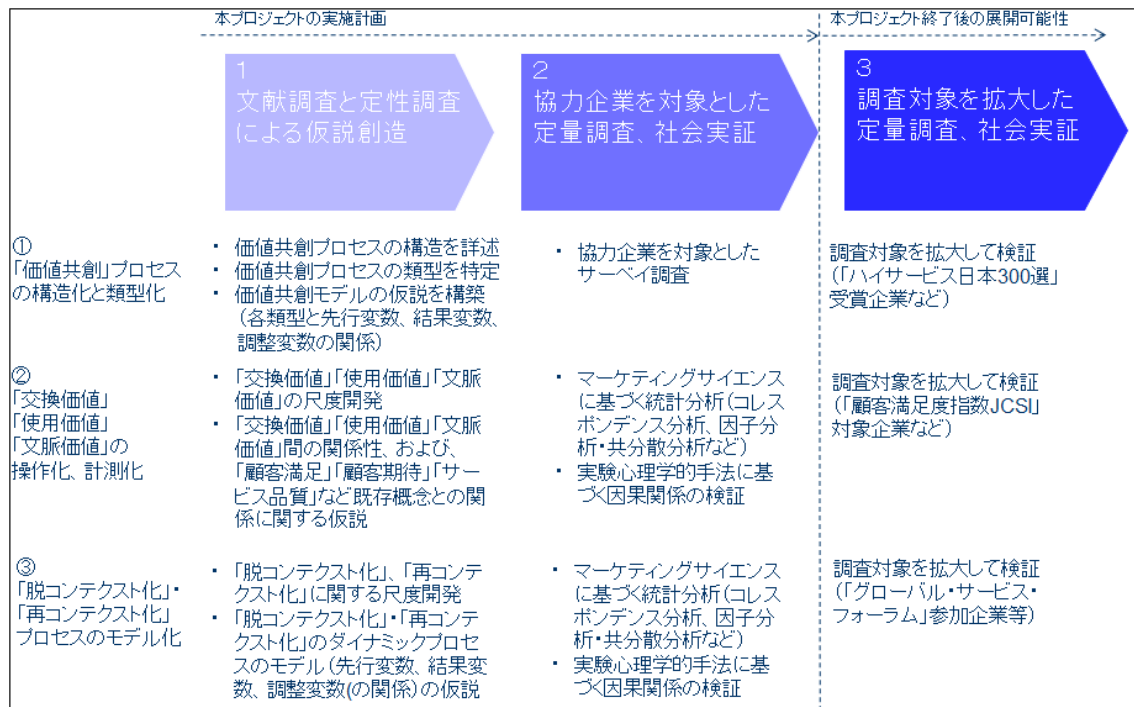 本プロジェクトの実施計画
本プロジェクト終了後の展開可能性
1
文献調査と定性調査
による仮説創造
2
協力企業を対象とした
定量調査、社会実証
3
調査対象を拡大した
定量調査、社会実証
①
「価値共創」プロセス
の構造化と類型化
・ 価値共創プロセスの構造を詳述
・ 価値共創プロセスの類型を特定
・ 価値共創モデルの仮説を構築
(各類型と先行変数、結果変数、
調整変数の関係)
・ 協力企業を対象とした
サーベイ調査
調査対象を拡大して検証
(「ハイサービス日本300選」
受賞企業など)
②
「交換価値」
「使用価値」
「文脈価値」の
操作化、計測化
・ 「交換価値」「使用価値」「文脈
価値」の尺度開発
・ 「交換価値」「使用価値」「文脈
価値」間の関係性、および、
「顧客満足」「顧客期待」「サー
ビス品質」など既存概念との関
係に関する仮説
・ マーケティングサイエンス
に基づく統計分析(コレス
ポンデンス分析、因子分
析・共分散分析など)
・ 実験心理学的手法に基
づく因果関係の検証
調査対象を拡大して検証
(「顧客満足度指数JCSI」
対象企業など)
③
「脱コンテクスト化」・
「再コンテクスト化」
プロセスのモデル化
・ 「脱コンテクスト化」、「再コンテ
クスト化」に関する尺度開発
・ 「脱コンテクスト化」・「再コンテ
クスト化」のダイナミックプロセ
スのモデル(先行変数、結果変
数、調整変数(の関係)の仮説
・ マーケティングサイエンス
に基づく統計分析(コレス
ポンデンス分析、因子分
析・共分散分析など)
・ 実験心理学的手法に基
づく因果関係の検証
調査対象を拡大して検証
(「グローバル・サービス・
フォーラム」参加企業等)